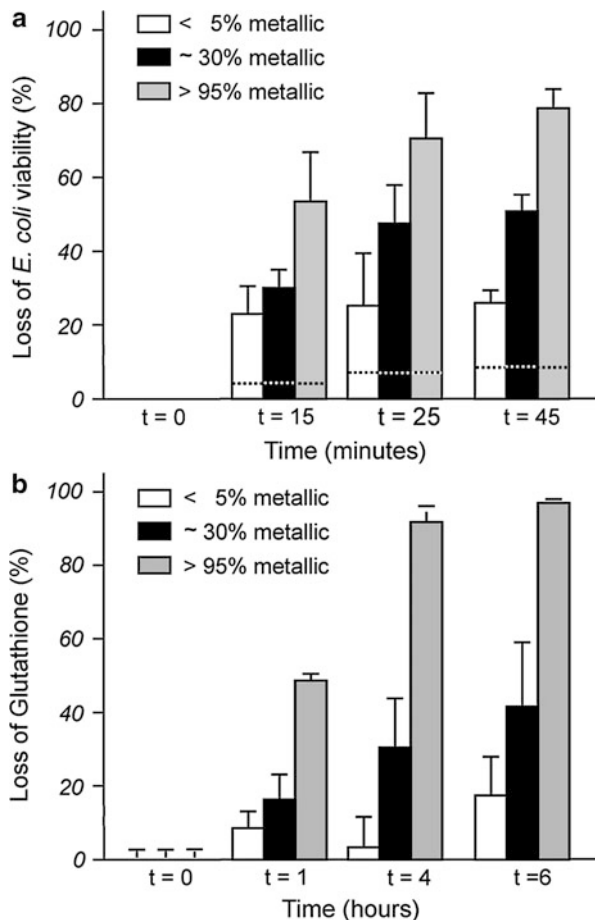 a
Loss of E. coli viability (%)
100
80
60
40
20
0
< 5% metallic
~ 30% metallic
> 95% metallic
t = 0
t = 15
t = 25
t = 45
Time (minutes)
b
Loss of Glutathione (%)
100
80
60
40
20
0
< 5% metallic
~ 30% metallic
> 95% metallic
t = 0
t = 1
t = 4
t =6
Time (hours)